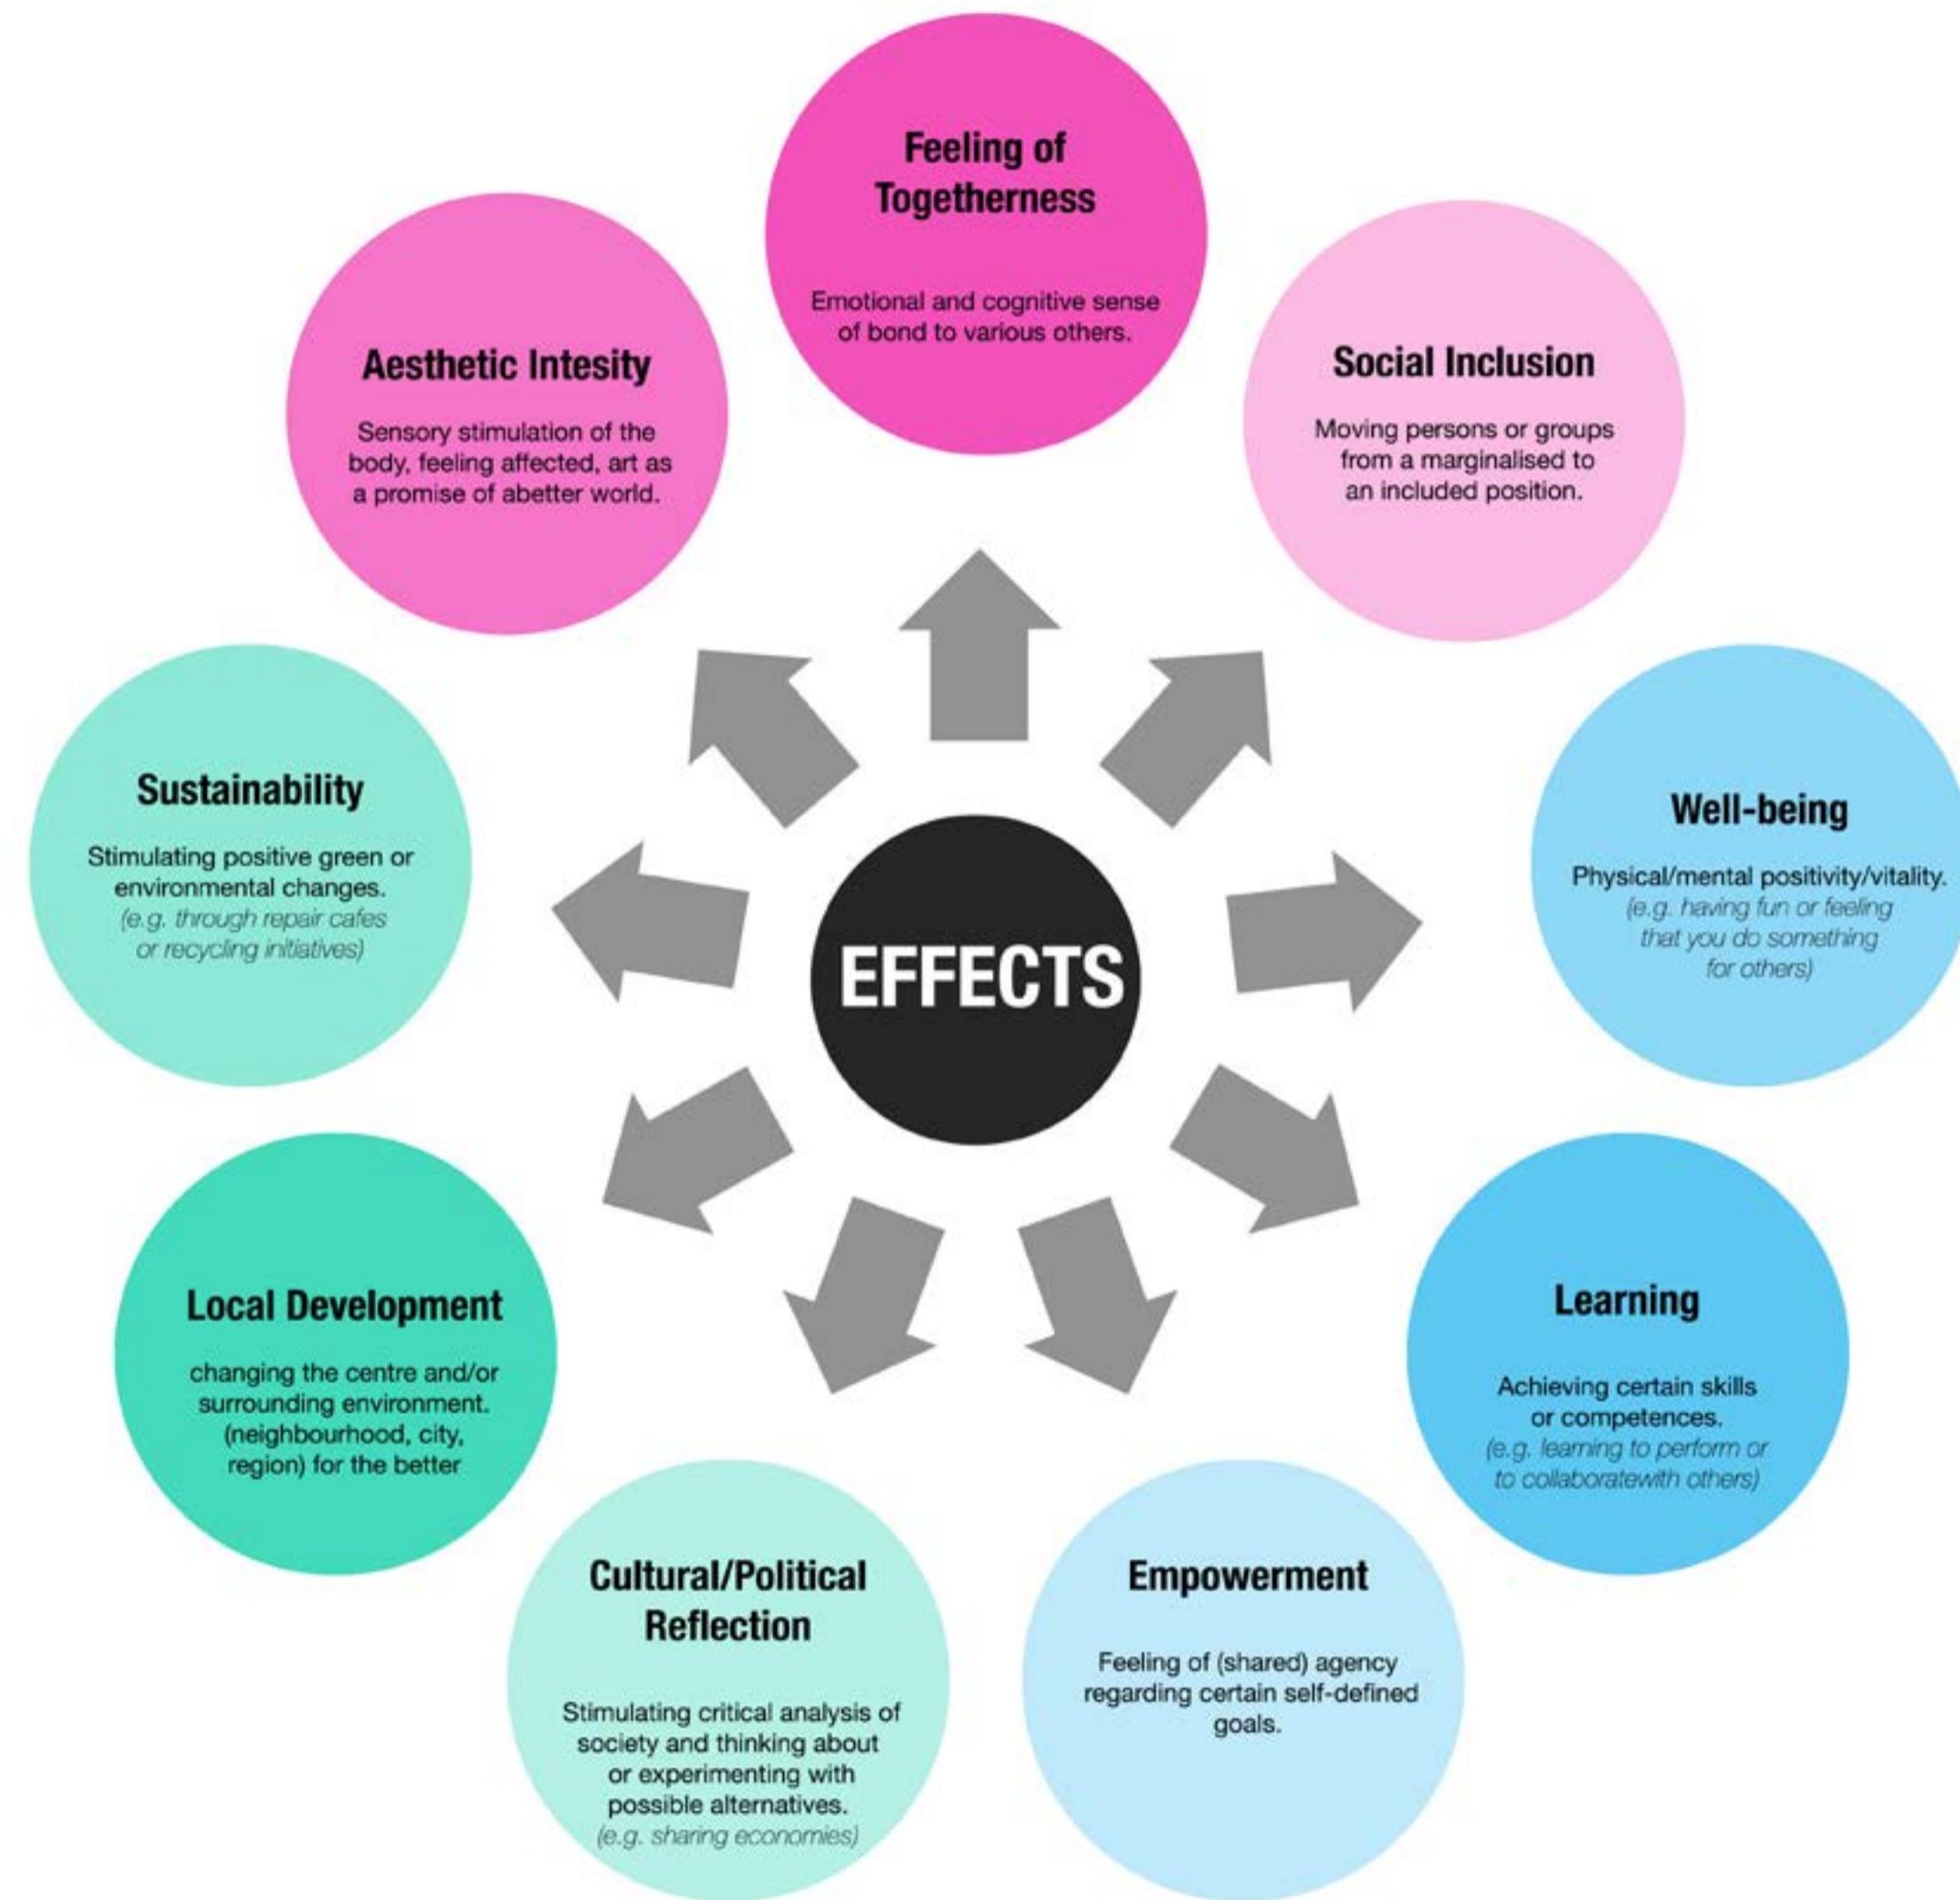 Feeling of
Togetherness
Emotional and cognitive sense
of bond to various others.
Aesthetic Intesity
Sensory stimulation of the
body, feeling affected, art as
a promise of abetter world.
Social Inclusion
Moving persons or groups
from a marginalised to
an included position.
Sustainability
Stimulating positive green or
environmental changes.
(e.g. through repair cafes
or recycling initiatives)
Well-being
Physical/mental positivity/vitality.
(e.g. having fun or feeling
that you do something
for others)
EFFECTS
Local Development
changing the centre and/or
surrounding environment.
(neighbourhood, city,
region) for the better
Learning
Achieving certain skills
or competences.
(e.g. learning to perform or
to collaboratewith others)
Cultural/Political
Reflection
Stimulating critical analysis of
society and thinking about
or experimenting with
possible alternatives.
(e.g. sharing economies)
Empowerment
Feeling of (shared) agency
regarding certain self-defined
goals.